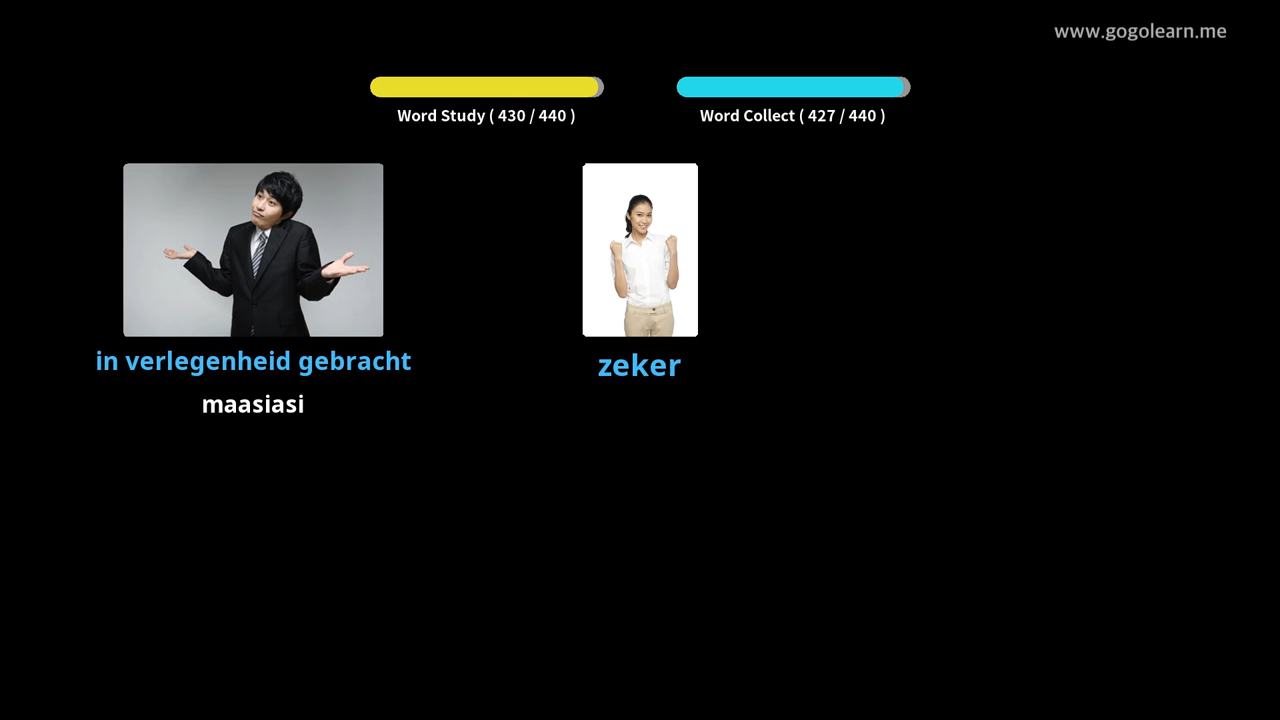 www.gogolearn.me
Word Study ( 430 / 440 )
Word Collect ( 427 / 440 )
in verlegenheid gebracht
maasiasi
zeker